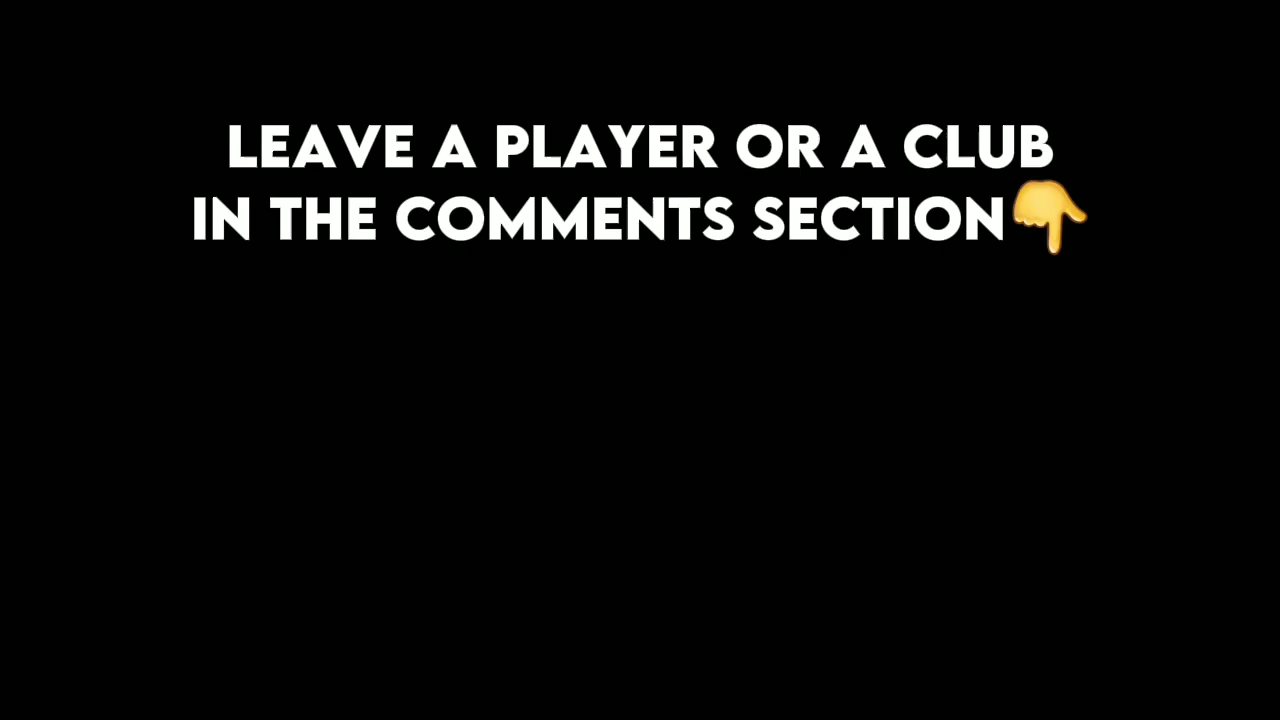 LEAVE A PLAYER OR A CLUB
IN THE COMMENTS SECTION👇